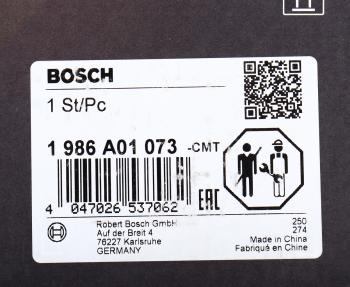 BOSCH
1 St/Pc
1 986 A01 073 -CMT
4 047026 537062
EAC
Robert Bosch GmbH
Auf der Breit 4
76227 Karlsruhe
GERMANY
250
274
Made in China
Fabriqué en Chine